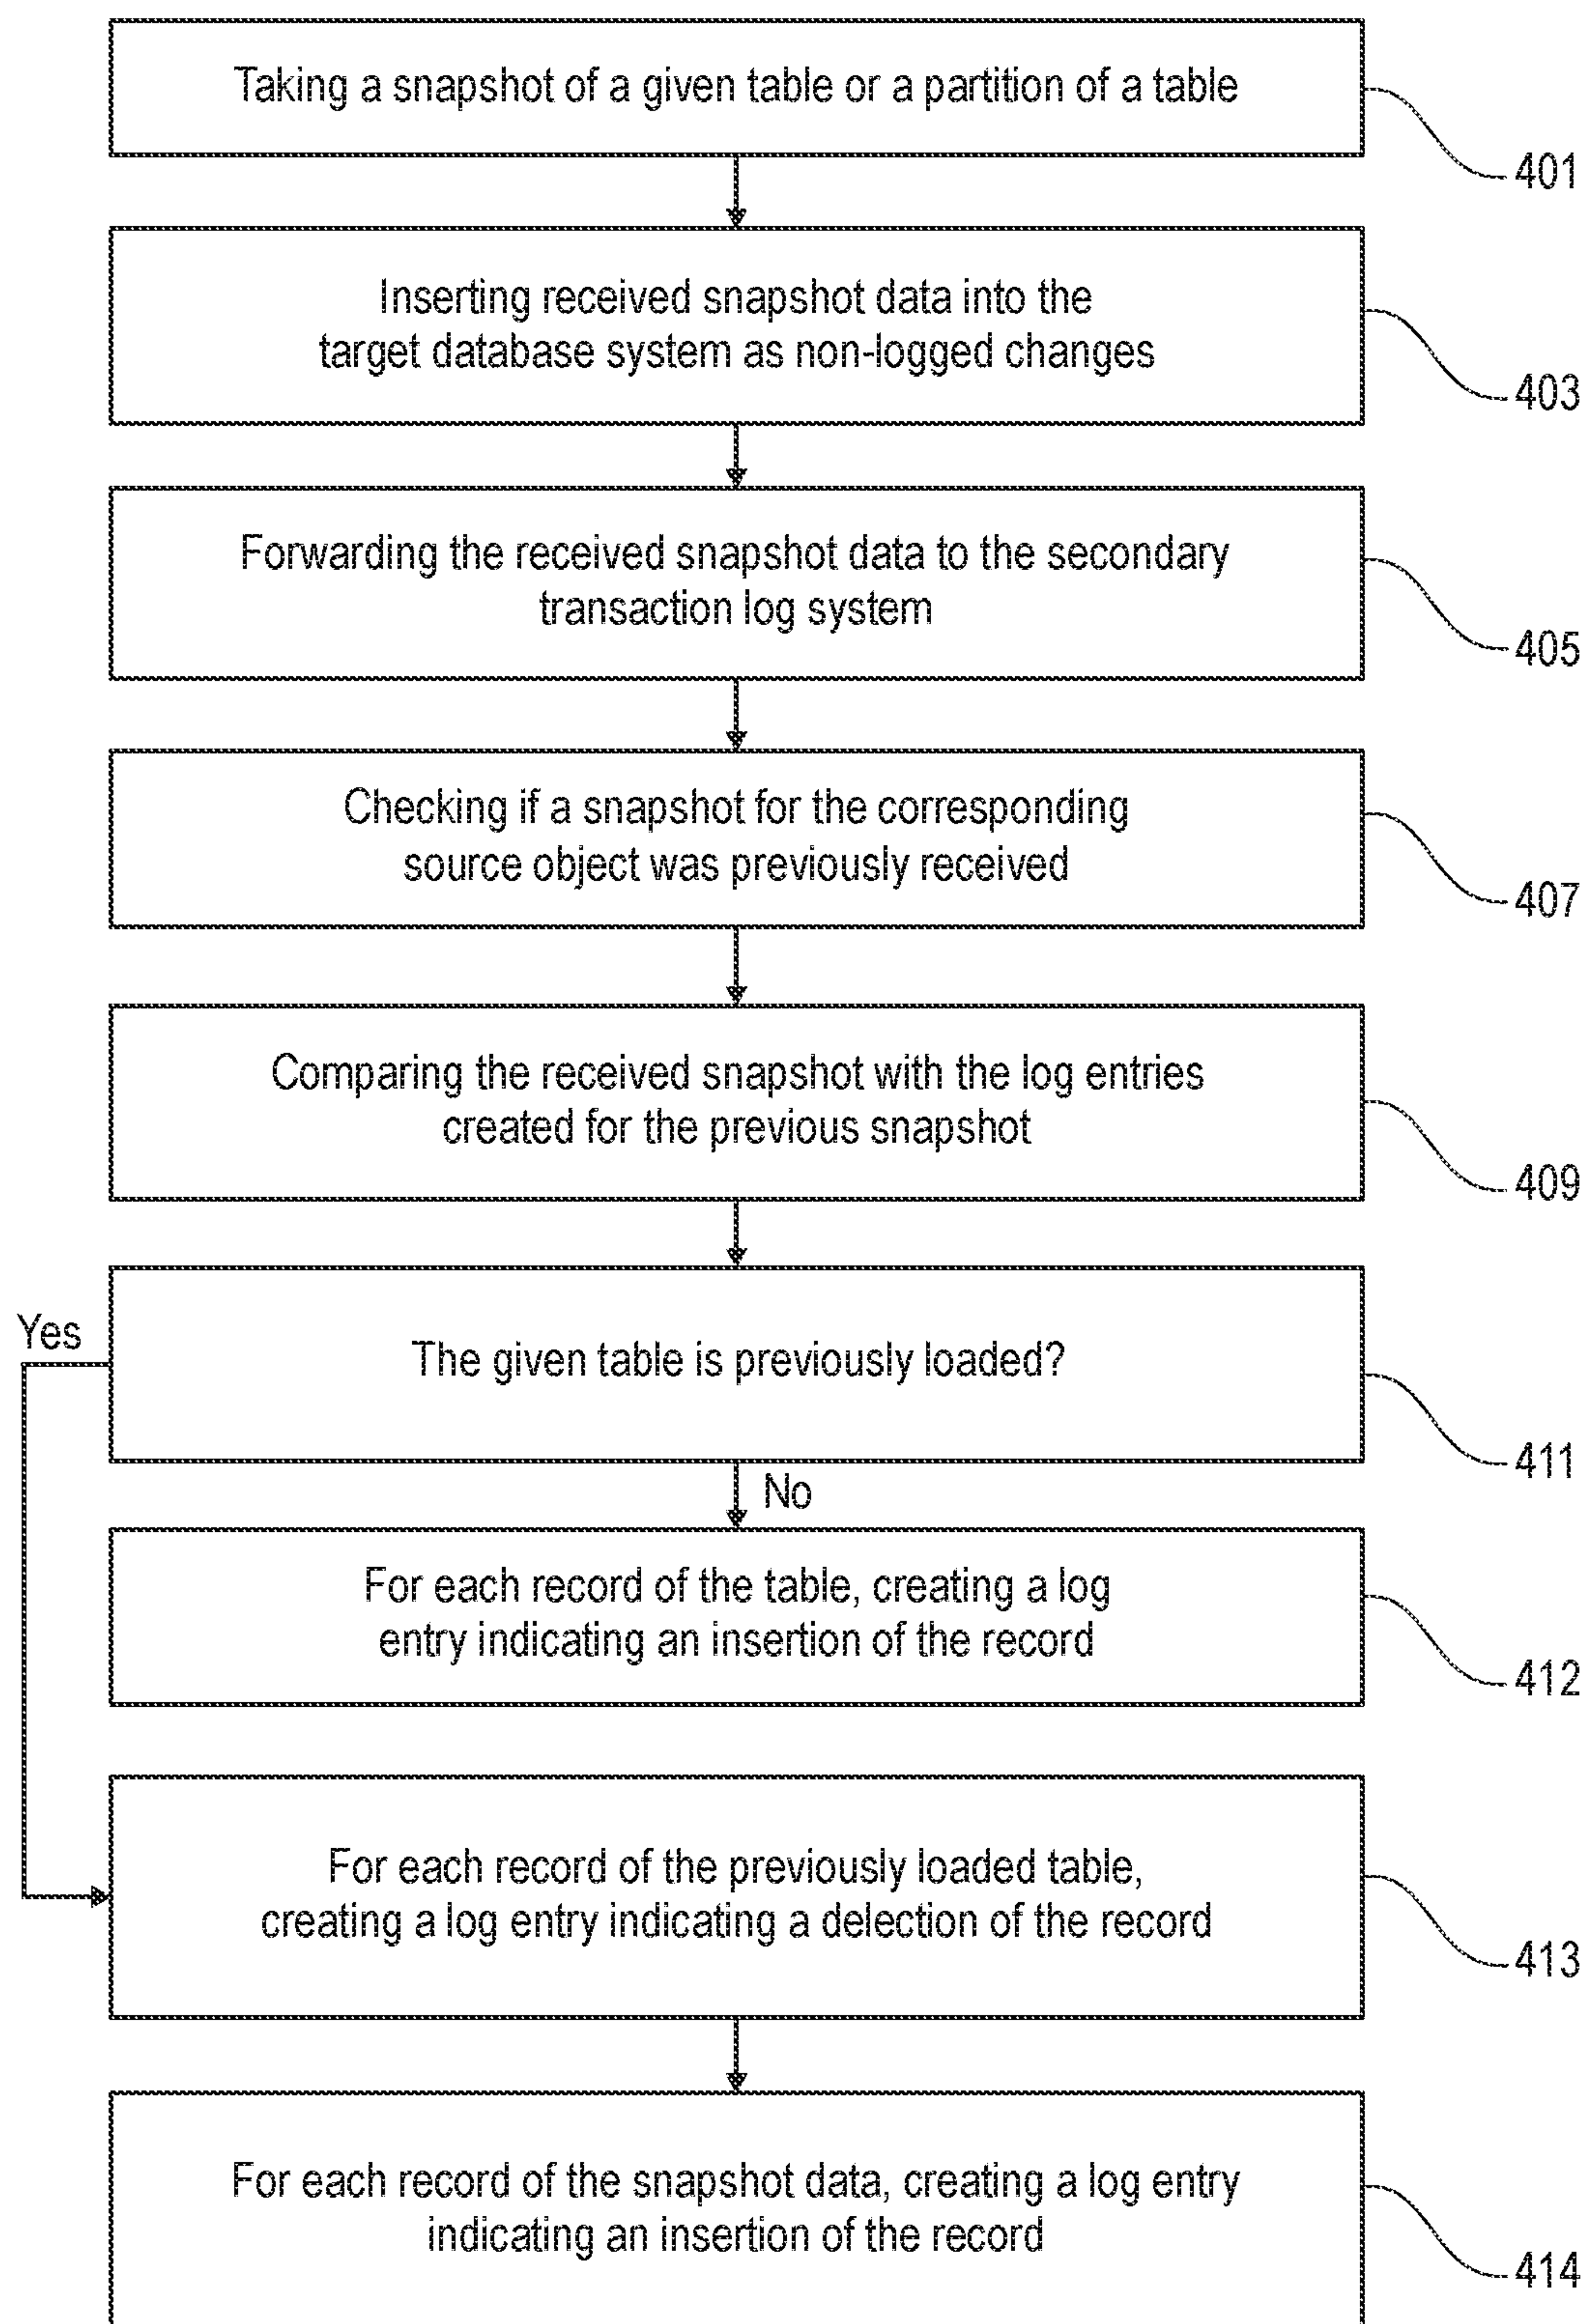 Taking a snapshot of a given table or a partition of a table
401
Inserting received snapshot data into the
target database system as non-logged changes
403
Forwarding the received snapshot data to the secondary
transaction log system
405
Checking if a snapshot for the corresponding
source object was previously received
407
Comparing the received snapshot with the log entries
created for the previous snapshot
409
Yes
The given table is previously loaded?
411
No
For each record of the table, creating a log
entry indicating an insertion of the record
412
For each record of the previously loaded table,
creating a log entry indicating a delection of the record
413
For each record of the snapshot data, creating a log entry
indicating an insertion of the record
414